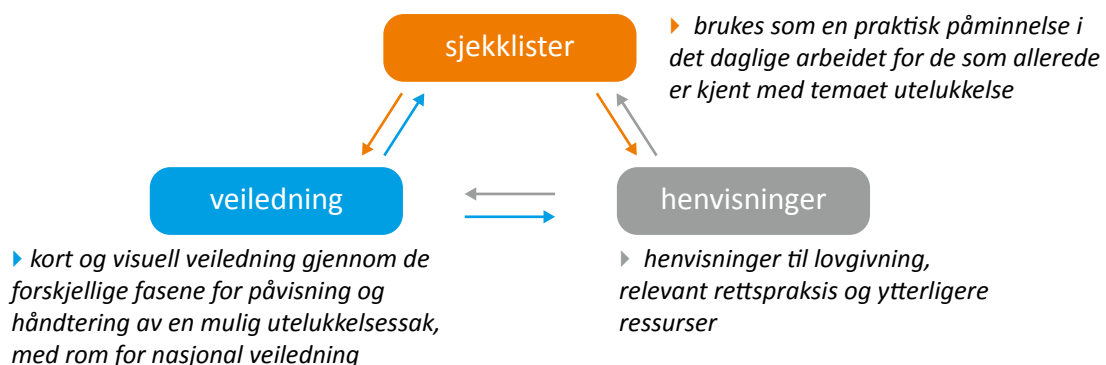 sjekklister
brukes som en praktisk påminnelse i
det daglige arbeidet for de som allerede
er kjent med temaet utelukkelse
veiledning
henvisninger
kort og visuell veiledning gjennom de
forskjellige fasene for påvisning og
håndtering av en mulig utelukkelsessak,
med rom for nasjonal veiledning
henvisninger til lovgivning,
relevant rettspraksis og ytterligere
ressurser